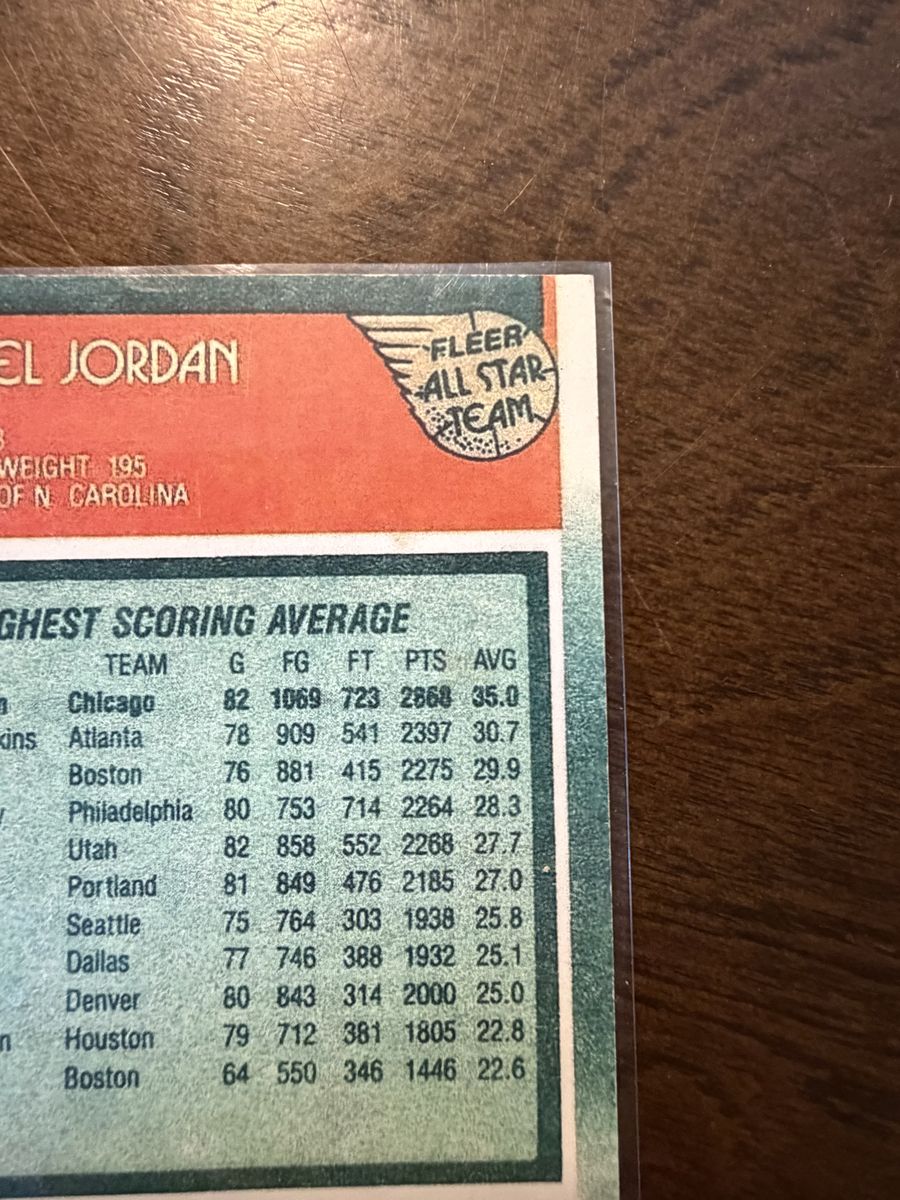 EL JORDAN
FLEER
ALL STAR
TEAM
WEIGHT 195
OF N. CAROLINA
GHEST SCORING AVERAGE
TEAM G FG FT PTS AVG
n Chicago 82 1069 723 2868 35.0
kins Atlanta 78 909 541 2397 30.7
Boston 76 881 415 2275 29.9
y Philadelphia 80 753 714 2264 28.3
Utah 82 858 552 2268 27.7
Portland 81 849 476 2185 27.0
Seattle 75 764 303 1938 25.8
Dallas 77 746 388 1932 25.1
Denver 80 843 314 2000 25.0
n Houston 79 712 381 1805 22.8
Boston 64 550 346 1446 22.6